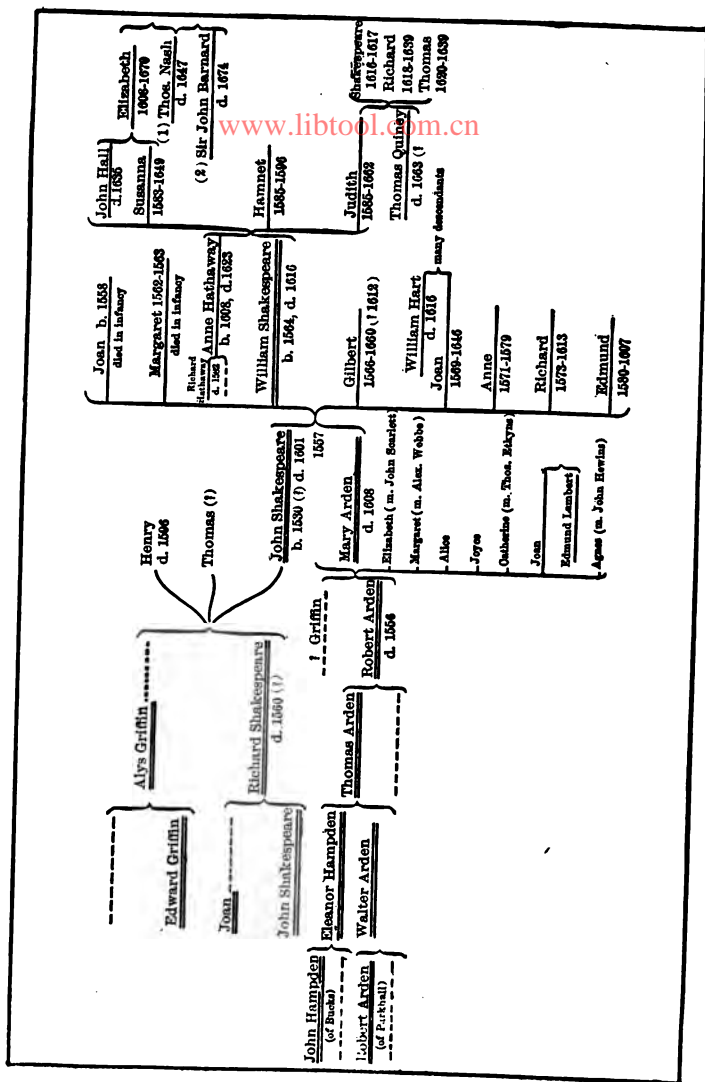 Elizabeth
1608-1670
(1) Thos. Nash
d. 1647
(2) Sir John Barnard
d. 1674
Shakespeare
1616-1617
Richard
1618-1639
Thomas
1620-1639
www.libtool.com.cn
John Hall
d.1635
Susanna
1583-1649
Hamnet
1585-1596
Judith
1585-1662
Thomas Quiney
d. 1663 (?
Joan b. 1558
died in infancy
Margaret 1562-1563
died in infancy
Richard
Hathaway
Anne Hathaway
d.1623
William Shakespeare
b. 1564, d. 1616
Gilbert
(? 1612)
William Hart
d. 1616
many descendants
Joan
1569-1646
Anne
1571-1579
Richard
1573-1613
Edmund
1580-1607
Henry
d. 1596
Thomas (?)
John Shakespeare
b. 1530 (?) d. 1601
1557
Mary Arden
d. 1608
Elizabeth (m. John Scarlett)
Margaret (m. Alex. Webbe)
Alice
Joyce
Catherine (m. Thos. Etkyns)
Joan
Edmund Lambert
Agnes (m. John Hewins)
Alys Griffin
Richard Shakespeare
d. 1560 (?)
? Griffin
Robert Arden
d. 1556
Thomas Arden
Edward Griffin
Joan
John Shakespeare
Eleanor Hampden
Walter Arden
John Hampden
(of Bucks)
Robert Arden
(of Parkhall)